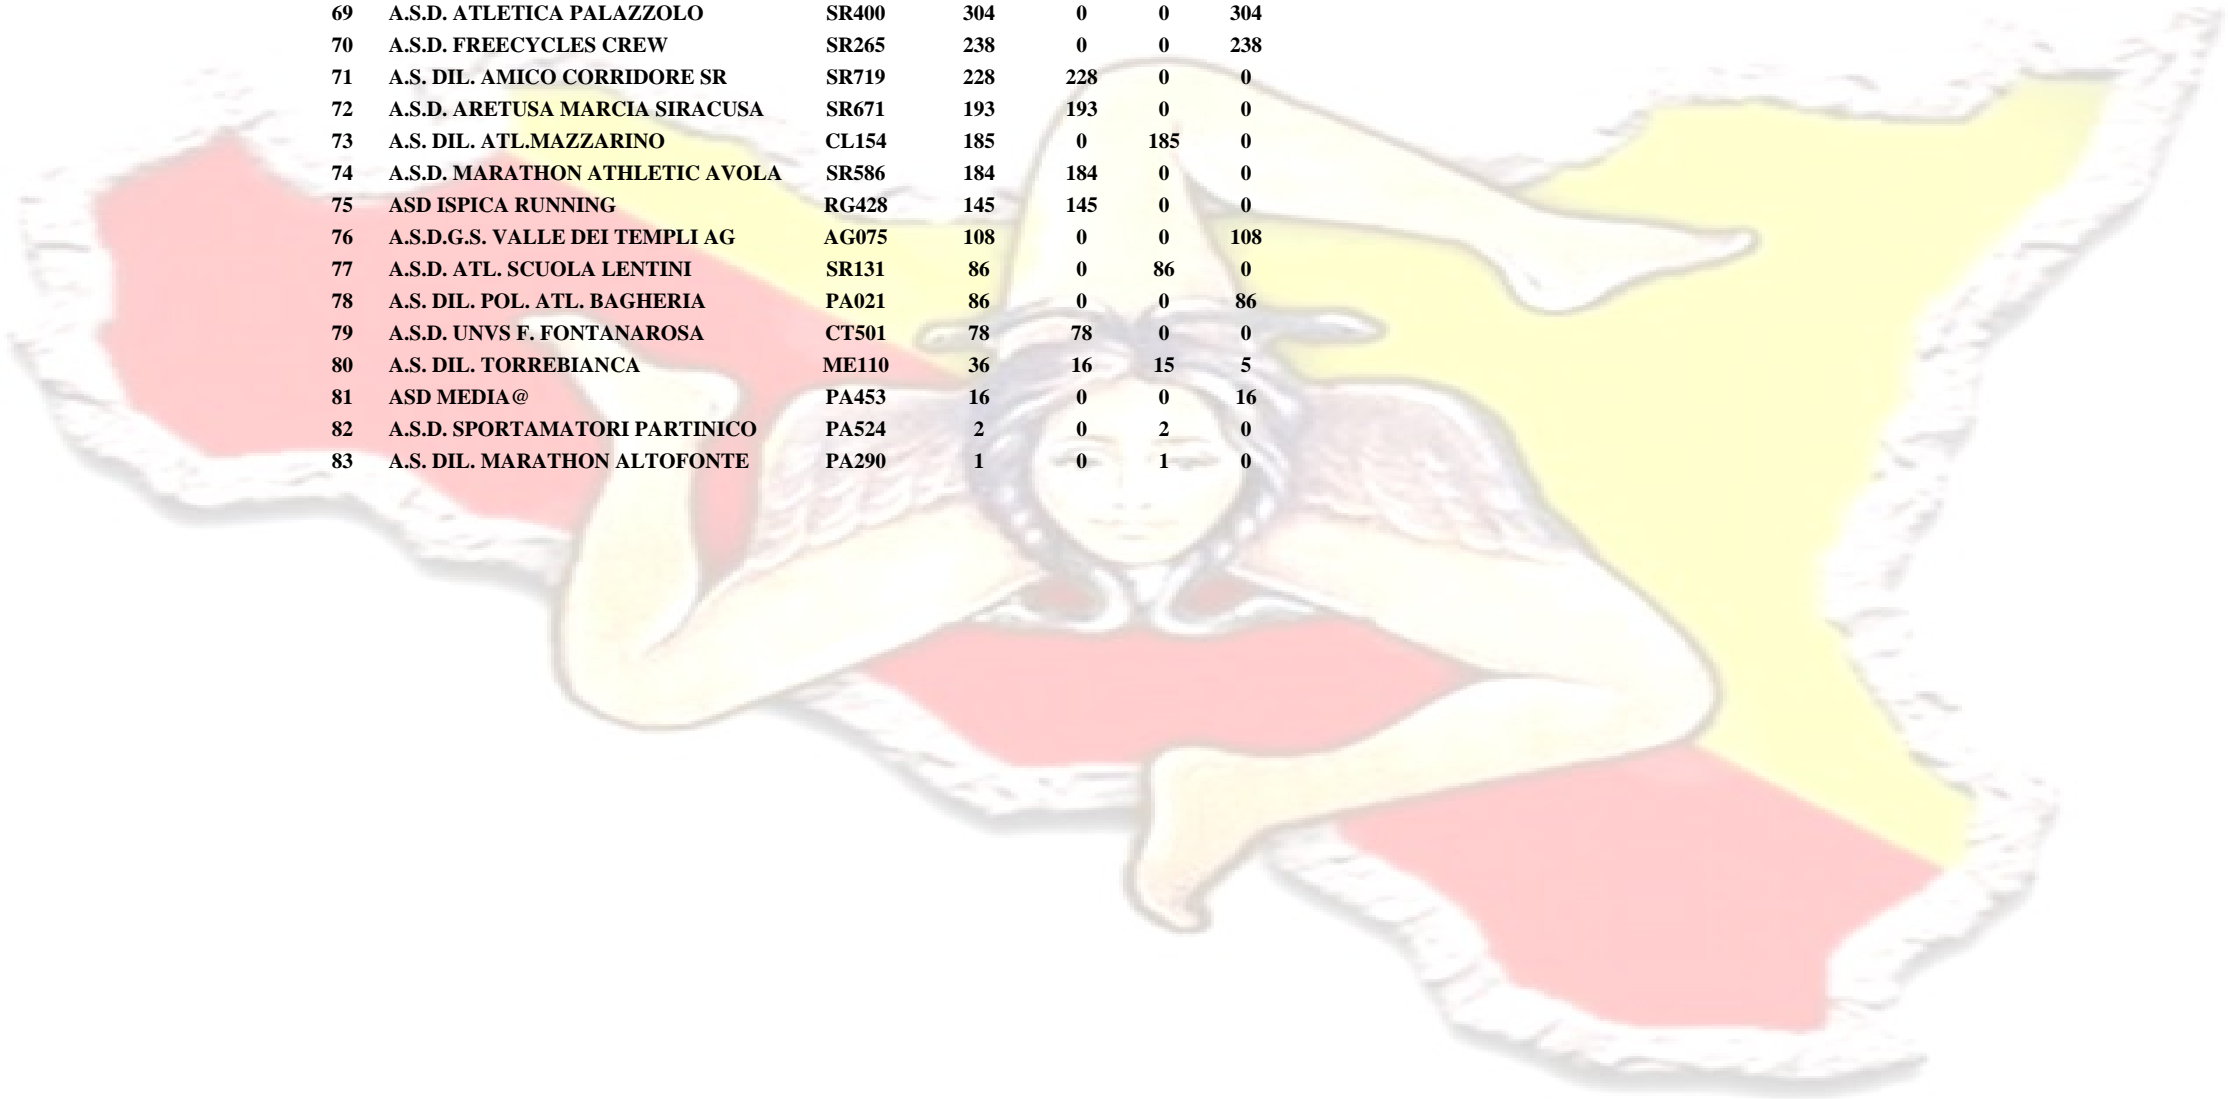 69 A.S.D. ATLETICA PALAZZOLO SR400 304 0 0 304
70 A.S.D. FREECYCLES CREW SR265 238 0 0 238
71 A.S. DIL. AMICO CORRIDORE SR SR719 228 228 0 0
72 A.S.D. ARETUSA MARCIA SIRACUSA SR671 193 193 0 0
73 A.S. DIL. ATL.MAZZARINO CL154 185 0 185 0
74 A.S.D. MARATHON ATHLETIC AVOLA SR586 184 184 0 0
75 ASD ISPICA RUNNING RG428 145 145 0 0
76 A.S.D.G.S. VALLE DEI TEMPLI AG AG075 108 0 0 108
77 A.S.D. ATL. SCUOLA LENTINI SR131 86 0 86 0
78 A.S. DIL. POL. ATL. BAGHERIA PA021 86 0 0 86
79 A.S.D. UNVS F. FONTANAROSA CT501 78 78 0 0
80 A.S. DIL. TORREBIANCA ME110 36 16 15 5
81 ASD MEDIA@ PA453 16 0 0 16
82 A.S.D. SPORTAMATORI PARTINICO PA524 2 0 2 0
83 A.S. DIL. MARATHON ALTOFONTE PA290 1 0 1 0